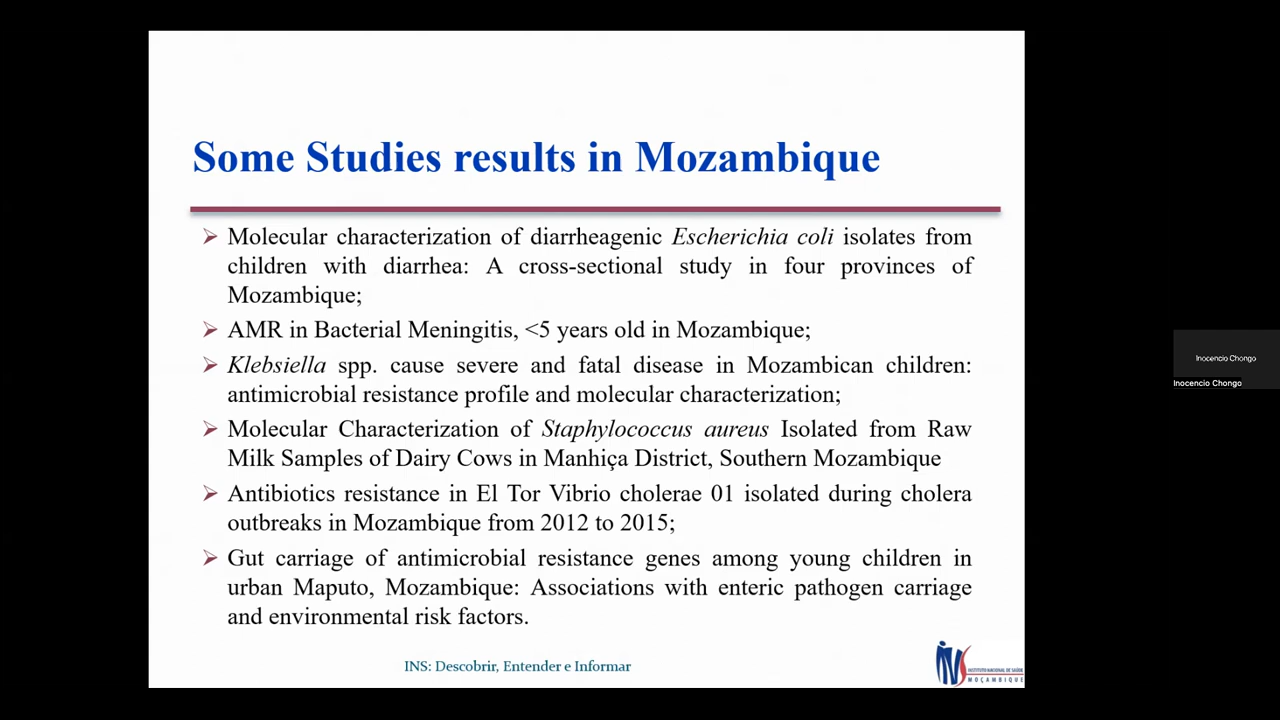 Some Studies results in Mozambique
➢ Molecular characterization of diarrheagenic Escherichia coli isolates from
children with diarrhea: A cross-sectional study in four provinces of
Mozambique;
➢ AMR in Bacterial Meningitis, <5 years old in Mozambique;
➢ Klebsiella spp. cause severe and fatal disease in Mozambican children:
antimicrobial resistance profile and molecular characterization;
➢ Molecular Characterization of Staphylococcus aureus Isolated from Raw
Milk Samples of Dairy Cows in Manhiça District, Southern Mozambique
➢ Antibiotics resistance in El Tor Vibrio cholerae 01 isolated during cholera
outbreaks in Mozambique from 2012 to 2015;
➢ Gut carriage of antimicrobial resistance genes among young children in
urban Maputo, Mozambique: Associations with enteric pathogen carriage
and environmental risk factors.
INS: Descobrir, Entender e Informar
INS
INSTITUTO NACIONAL DE SAÚDE
MOÇAMBIQUE
Inocencio Chongo
Inocencio Chongo